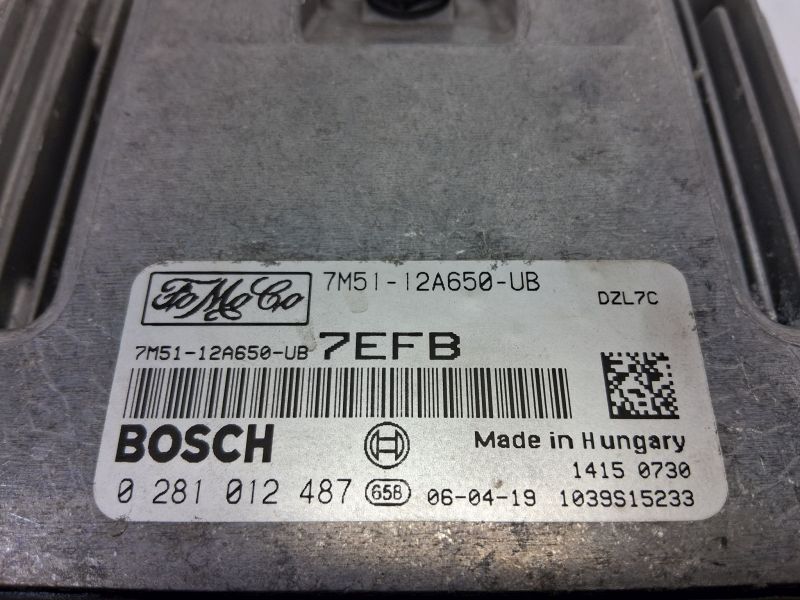 FoMoCo 7M51-12A650-UB
DZL7C
7M51-12A650-UB 7EFB
BOSCH Made in Hungary
1415 0730
0 281 012 487 658 06-04-19 1039S15233